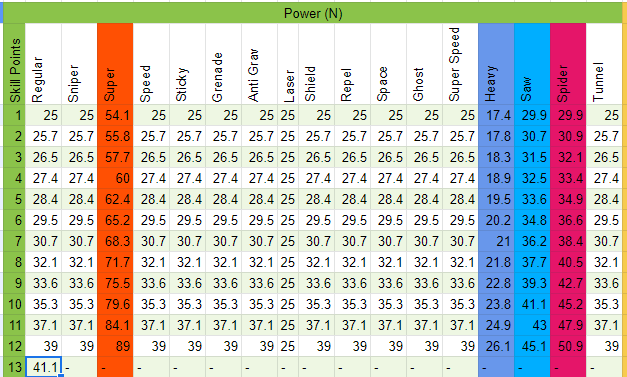 Power (N)
Skill Points Regular Sniper Super Speed Sticky Grenade Anti Grav Laser Shield Repel Space Ghost Super Speed Heavy Saw Spider Tunnel
1 25 25 54.1 25 25 25 25 25 25 25 25 25 25 17.4 29.9 29.9 25
2 25.7 25.7 55.8 25.7 25.7 25.7 25.7 25 25.7 25.7 25.7 25.7 25.7 17.8 30.7 30.9 25.7
3 26.5 26.5 57.7 26.5 26.5 26.5 26.5 25 26.5 26.5 26.5 26.5 26.5 18.3 31.5 32.1 26.5
4 27.4 27.4 60 27.4 27.4 27.4 27.4 25 27.4 27.4 27.4 27.4 27.4 18.9 32.5 33.4 27.4
5 28.4 28.4 62.4 28.4 28.4 28.4 28.4 25 28.4 28.4 28.4 28.4 28.4 19.5 33.6 34.9 28.4
6 29.5 29.5 65.2 29.5 29.5 29.5 29.5 25 29.5 29.5 29.5 29.5 29.5 20.2 34.8 36.6 29.5
7 30.7 30.7 68.3 30.7 30.7 30.7 30.7 25 30.7 30.7 30.7 30.7 30.7 21 36.2 38.4 30.7
8 32.1 32.1 71.7 32.1 32.1 32.1 32.1 25 32.1 32.1 32.1 32.1 32.1 21.8 37.7 40.5 32.1
9 33.6 33.6 75.5 33.6 33.6 33.6 33.6 25 33.6 33.6 33.6 33.6 33.6 22.8 39.3 42.7 33.6
10 35.3 35.3 79.6 35.3 35.3 35.3 35.3 25 35.3 35.3 35.3 35.3 35.3 23.8 41.1 45.2 35.3
11 37.1 37.1 84.1 37.1 37.1 37.1 37.1 25 37.1 37.1 37.1 37.1 37.1 24.9 43 47.9 37.1
12 39 39 89 39 39 39 39 25 39 39 39 39 39 26.1 45.1 50.9 39
13 41.1 - - - - - - - - - - - - - - - -